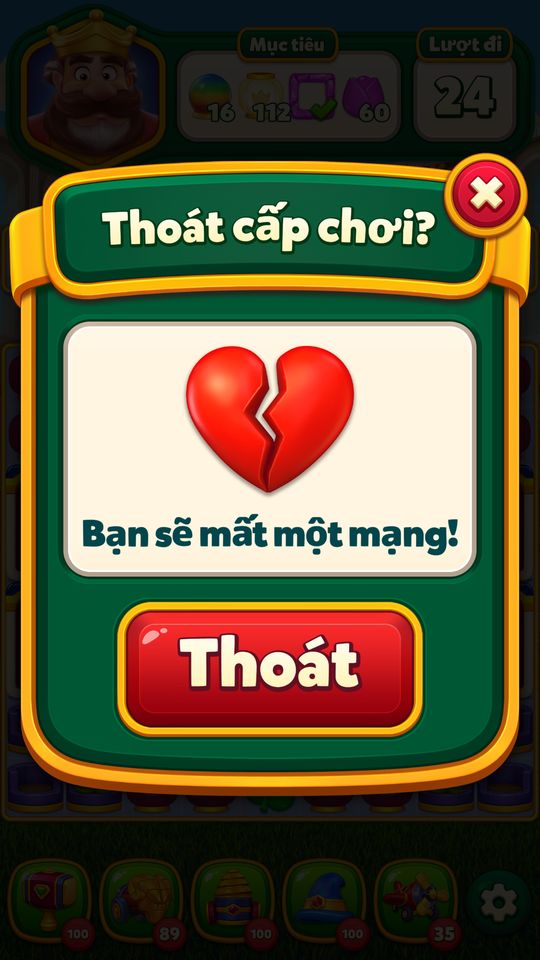 Mục tiêu
Lượt đi
16
112
60
24
Thoát cấp chơi?
Bạn sẽ mất một mạng!
Thoát
100
89
100
100
35